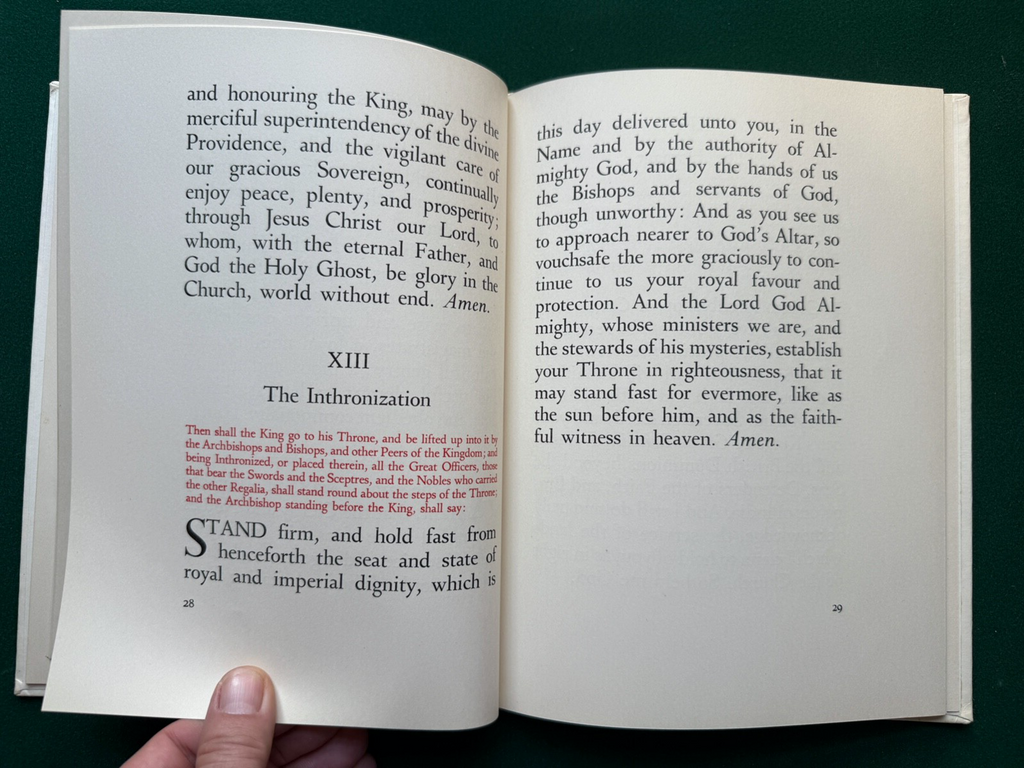 and honouring the King, may by the
merciful superintendency of the divine
Providence, and the vigilant care of
our gracious Sovereign, continually
enjoy peace, plenty, and prosperity;
through Jesus Christ our Lord, to
whom, with the eternal Father, and
God the Holy Ghost, be glory in the
Church, world without end. Amen.
XIII
The Inthronization
Then shall the King go to his Throne, and be lifted up into it by
the Archbishops and Bishops, and other Peers of the Kingdom; and
being Inthronized, or placed therein, all the Great Officers, those
that bear the Swords and the Sceptres, and the Nobles who carried
the other Regalia, shall stand round about the steps of the Throne;
and the Archbishop standing before the King, shall say:
STAND firm, and hold fast from
henceforth the seat and state of
royal and imperial dignity, which is
28
this day delivered unto you, in the
Name and by the authority of Al-
mighty God, and by the hands of us
the Bishops and servants of God,
though unworthy: And as you see us
to approach nearer to God's Altar, so
vouchsafe the more graciously to con-
tinue to us your royal favour and
protection. And the Lord God Al-
mighty, whose ministers we are, and
the stewards of his mysteries, establish
your Throne in righteousness, that it
may stand fast for evermore, like as
the sun before him, and as the faith-
ful witness in heaven. Amen.
29